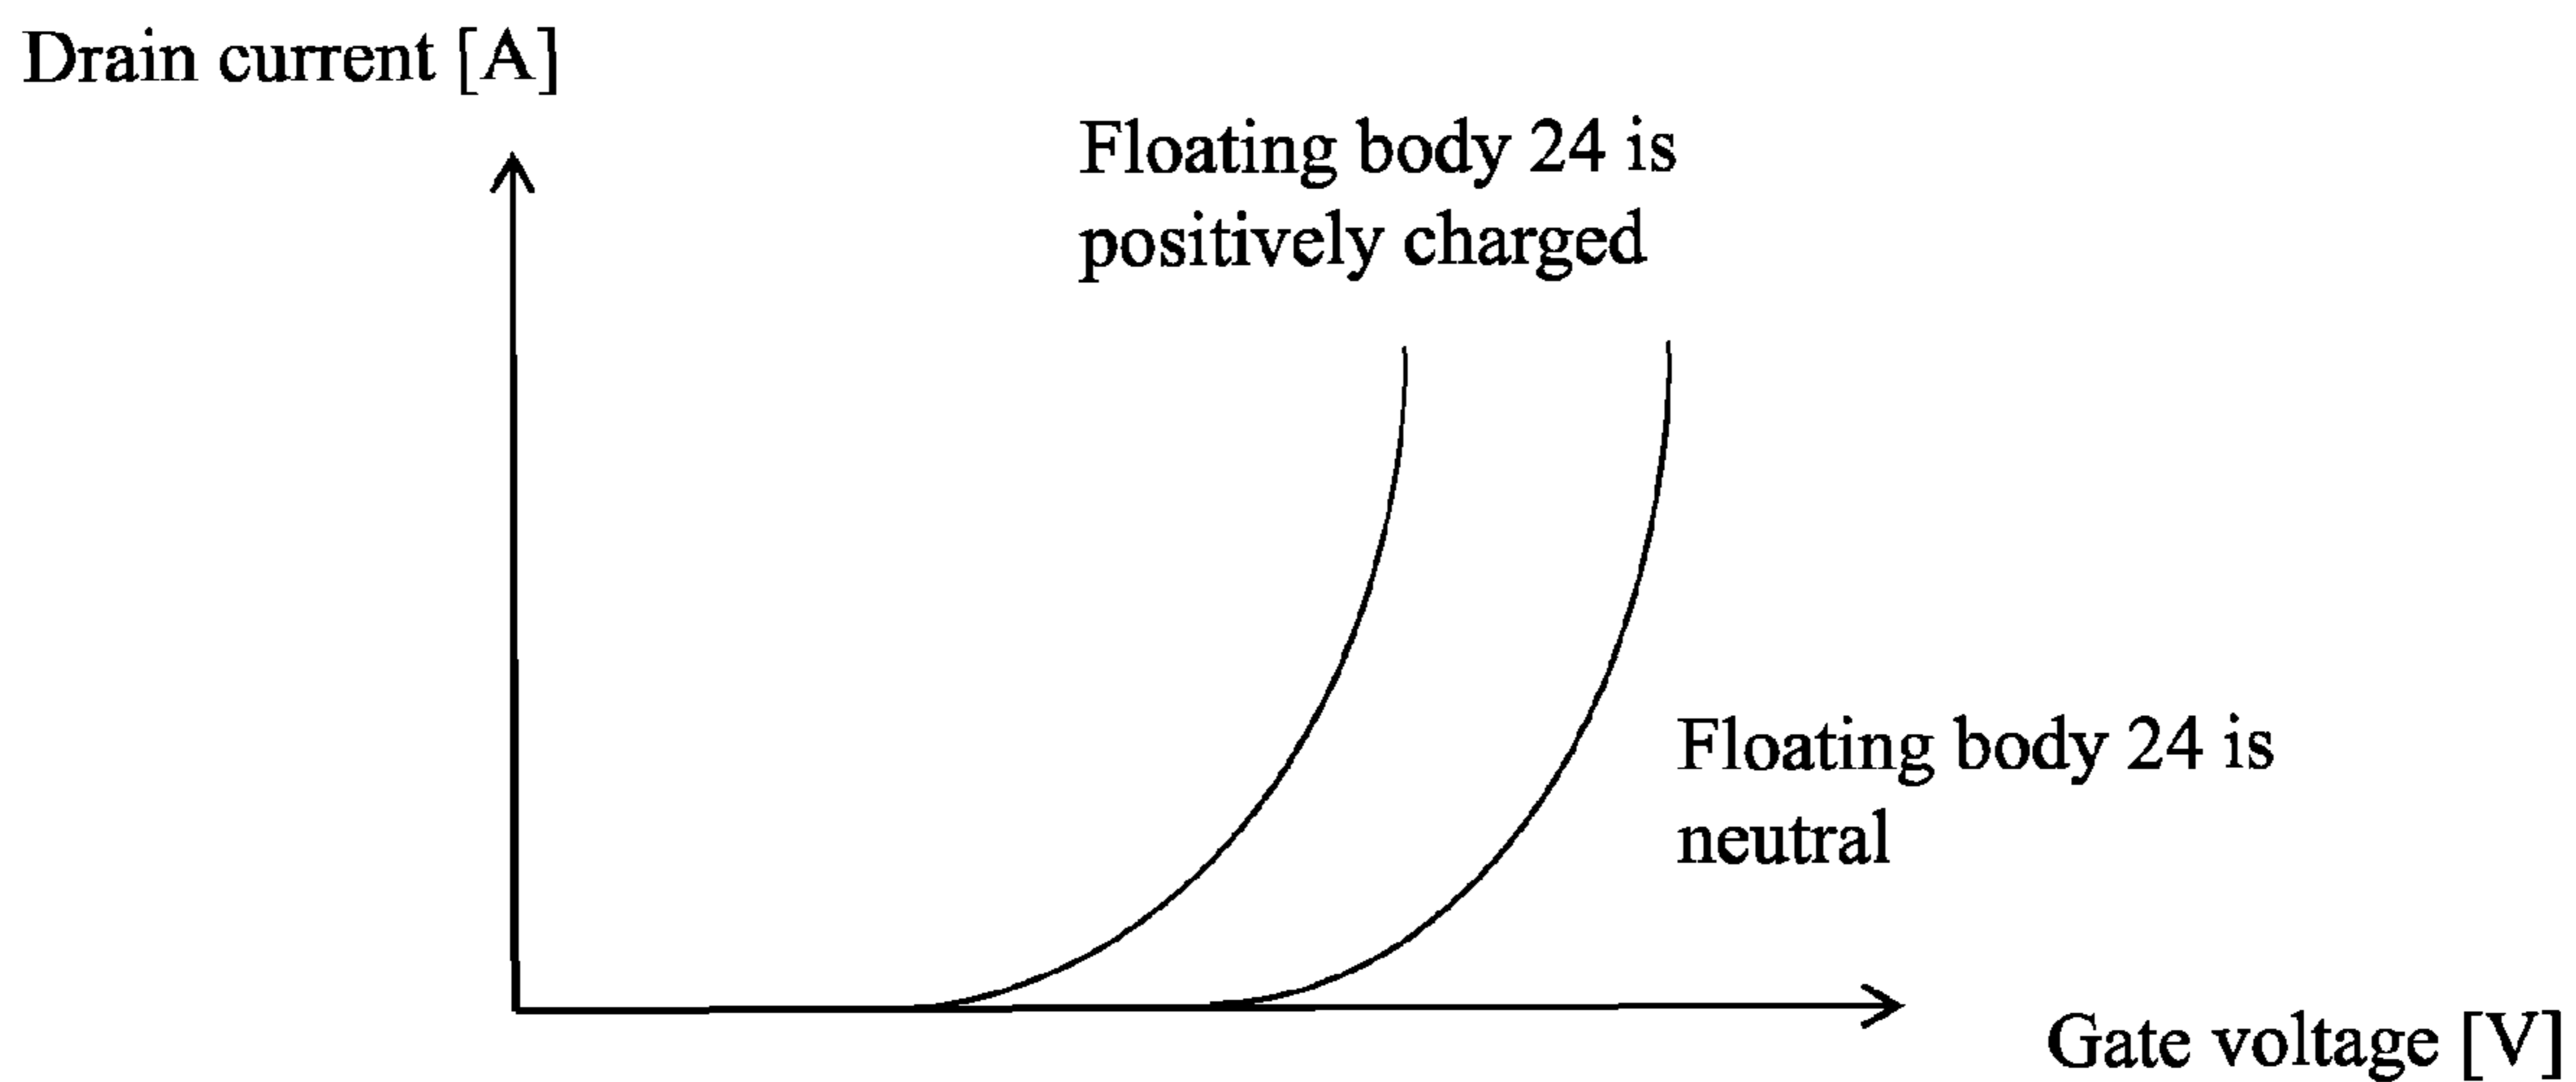 Drain current [A]
Floating body 24 is
positively charged
Floating body 24 is
neutral
Gate voltage [V]